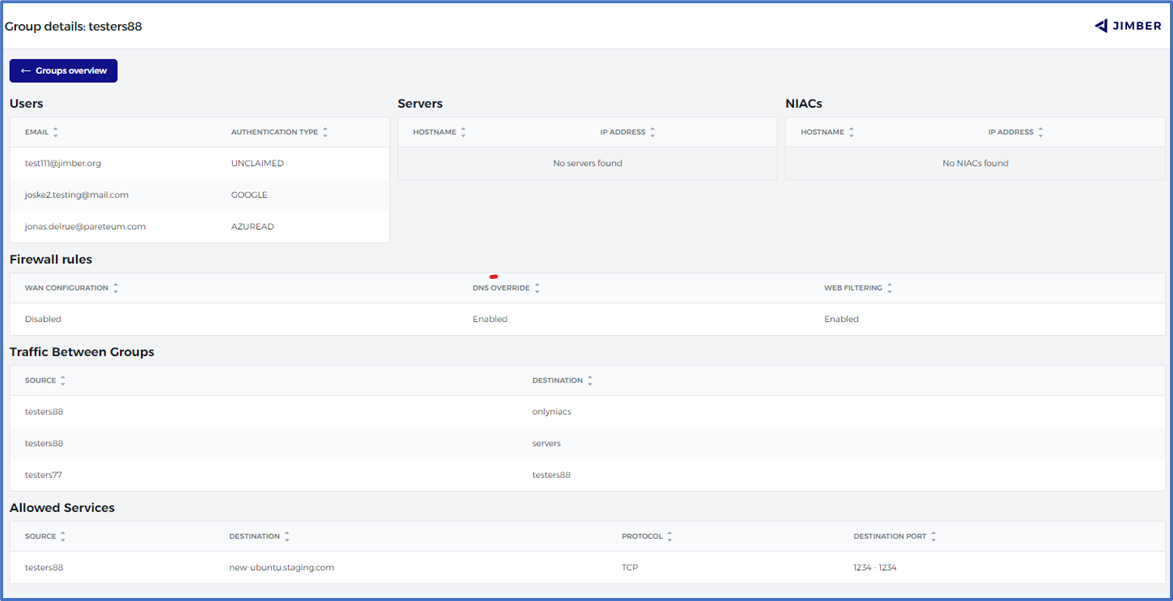 Group details: testers88
JIMBER
← Groups overview
Users
EMAIL AUTHENTICATION TYPE
test111@jimber.org UNCLAIMED
joske2.testing@mail.com GOOGLE
jonas.delrue@pareteum.com AZUREAD
Servers
HOSTNAME IP ADDRESS
No servers found
NIACs
HOSTNAME IP ADDRESS
No NIACs found
Firewall rules
WAN CONFIGURATION DNS OVERRIDE WEB FILTERING
Disabled Enabled Enabled
Traffic Between Groups
SOURCE DESTINATION
testers88 onlyniacs
testers88 servers
testers77 testers88
Allowed Services
SOURCE DESTINATION PROTOCOL DESTINATION PORT
testers88 new-ubuntu.staging.com TCP 1234 - 1234